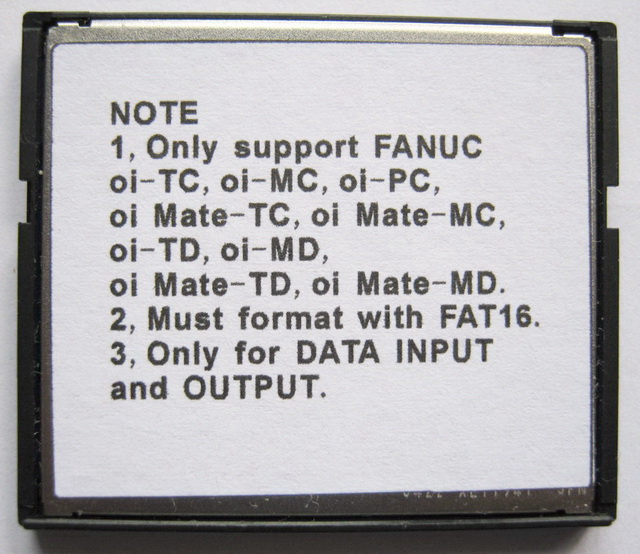 NOTE
1, Only support FANUC
oi-TC, oi-MC, oi-PC,
oi Mate-TC, oi Mate-MC,
oi-TD, oi-MD,
oi Mate-TD, oi Mate-MD.
2, Must format with FAT16.
3, Only for DATA INPUT
and OUTPUT.